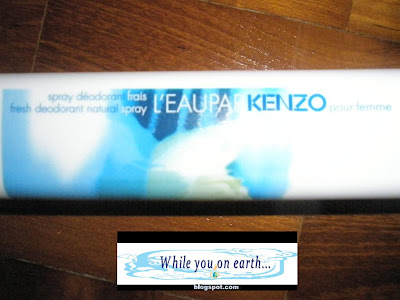 spray déodorant frais
fresh deodorant natural spray
L'EAUPAR KENZO pour femme
While you on earth...
blogspot.com